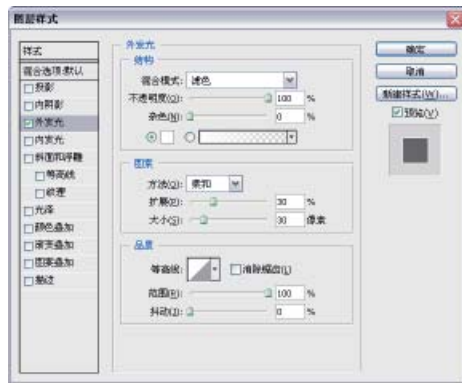 图层样式
样式
混合选项:默认
投影
内阴影
外发光
内发光
斜面和浮雕
等高线
纹理
光泽
颜色叠加
渐变叠加
图案叠加
描边
外发光
结构
混合模式: 滤色
不透明度(O): 100 %
杂色(N): 0 %
图素
方法(Q): 柔和
扩展(P): 30 %
大小(S): 30 像素
品质
等高线: 消除锯齿(L)
范围(R): 100 %
抖动(J): 0 %
确定
取消
新建样式(W)...
预览(V)